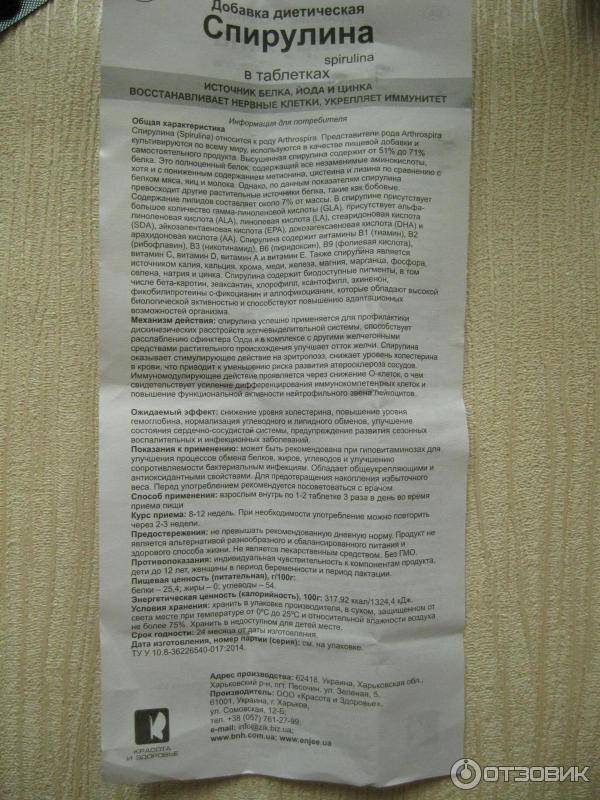 Добавка диетическая
Спирулина
spirulina
в таблетках
ИСТОЧНИК БЕЛКА, ЙОДА И ЦИНКА
ВОССТАНАВЛИВАЕТ НЕРВНЫЕ КЛЕТКИ, УКРЕПЛЯЕТ ИММУНИТЕТ
Информация для потребителя
Общая характеристика
Спирулина (Spirulina) относится к роду Arthrospira. Представители рода Arthrospira
культивируются по всему миру, используются в качестве пищевой добавки и
самостоятельного продукта. Высушенная спирулина содержит от 51% до 71%
белка. Это полноценный белок, содержащий все незаменимые аминокислоты,
хотя и с пониженным содержанием метионина, цистеина и лизина по сравнению с
белком мяса, яиц и молока. Однако, по данным показателям спирулина
превосходит другие растительные источники белка, такие как бобовые.
Содержание липидов составляет около 7% от массы. В спирулине присутствует
большое количество гамма-линоленовой кислоты (GLA), присутствует альфа-
линоленовая кислота (ALA), линолевая кислота (LA), стеаридоновая кислота
(SDA), эйкозапентаеновая кислота (EPA), докозагексаеновая кислота (DHA) и
арахидоновая кислота (AA). Спирулина содержит витамины B1 (тиамин), B2
(рибофлавин), B3 (никотинамид), B6 (пиридоксин), B9 (фолиевая кислота),
витамин C, витамин D, витамин A и витамин E. Также спирулина является
источником калия, кальция, хрома, меди, железа, магния, марганца, фосфора,
селена, натрия и цинка. Спирулина содержит биодоступные пигменты, в том
числе бета-каротин, зеаксантин, хлорофилл, ксантофилл, эхиненон,
фикобилипротеины c-фикоцианин и аллофикоцианин, которые обладают высокой
биологической активностью и способствуют повышению адаптационных
возможностей организма.
Механизм действия: спирулина успешно применяется для профилактики
дискинезических расстройств желчевыделительной системы, способствует
расслаблению сфинктера Одди и в комплексе с другими желчегонными
средствами растительного происхождения улучшает отток желчи. Спирулина
оказывает стимулирующее действие на эритропоэз, снижает уровень холестерина
в крови, что приводит к уменьшению риска развития атеросклероза сосудов.
Иммуномодулирующее действие проявляется через снижение О-клеток, о чем
свидетельствует усиление дифференцирования иммунокомпетентных клеток и
повышение функциональной активности нейтрофильного звена лейкоцитов.
Ожидаемый эффект: снижение уровня холестерина, повышение уровня
гемоглобина, нормализация углеводного и липидного обменов, улучшение
состояния сердечно-сосудистой системы, предупреждение развития сезонных
воспалительных и инфекционных заболеваний.
Показания к применению: может быть рекомендована при гиповитаминозах для
улучшения процессов обмена белков, жиров, углеводов и улучшению
сопротивляемости бактериальным инфекциям. Обладает общеукрепляющими и
антиоксидантными свойствами. Для предотвращения накопления избыточного
веса. Перед употреблением рекомендуется посоветоваться с врачом.
Способ применения: взрослым внутрь по 1-2 таблетке 3 раза в день во время
приема пищи
Курс приема: 8-12 недель. При необходимости употребление можно повторить
через 2-3 недели.
Предостережения: не превышать рекомендованную дневную норму. Продукт не
является альтернативой разнообразного и сбалансированного питания и
здорового способа жизни. Не является лекарственным средством. Без ГМО.
Противопоказания: индивидуальная чувствительность к компонентам продукта,
дети до 12 лет, женщины в период беременности и период лактации.
Пищевая ценность (питательная), г/100г:
белки – 25,4; жиры – 0; углеводы – 54.
Энергетическая ценность (калорийность), 100г: 317,92 ккал/1324,4 кДж.
Условия хранения: хранить в упаковке производителя, в сухом, защищенном от
света месте при температуре от 0°С до 25°С и относительной влажности воздуха
не более 75%. Хранить в недоступном для детей месте.
Срок годности: 24 месяца от даты изготовления.
Дата изготовления, номер партии (серия): см. на упаковке.
ТУ У 10.8-36226540-017:2014.
Адрес производства: 62418, Украина, Харьковская обл.,
Харьковский р-н, пгт. Песочин, ул. Зеленая, 5.
Производитель: ООО «Красота и Здоровье».
61001, Украина, г. Харьков,
ул. Сомовская, 12-Б,
тел. +38 (057) 761-27-99,
e-mail: info@zik.biz.ua;
www.bnh.com.ua; www.enjee.ua
КРАСОТА
И ЗДОРОВЬЕ
ОТЗОВИК